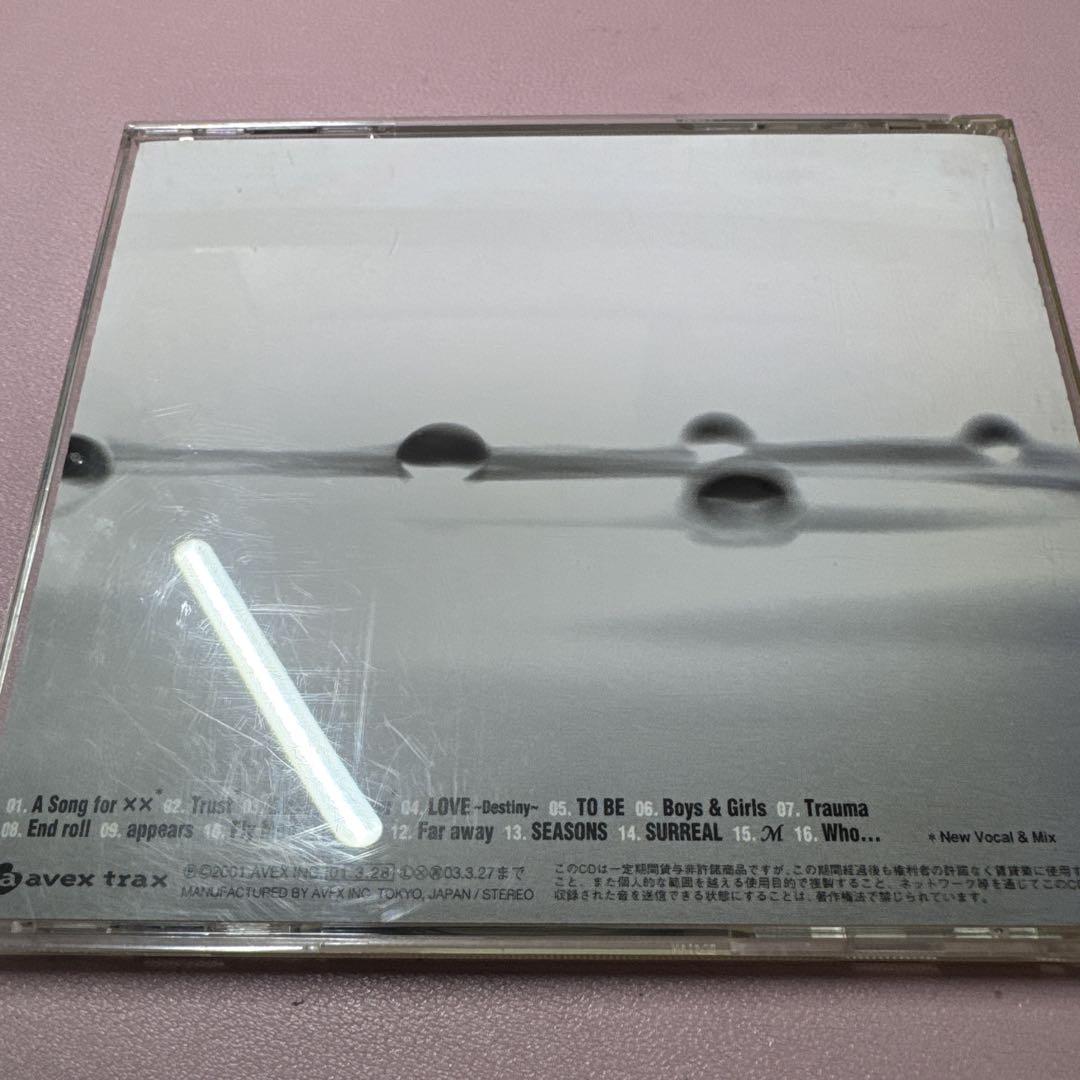 01. A Song for ×× * 02. Trust 04. LOVE ~Destiny~ 05. TO BE 06. Boys & Girls 07. Trauma
08. End roll 09. appears 10. Fly 12. Far away 13. SEASONS 14. SURREAL 15. M 16. Who...
* New Vocal & Mix
a avex trax
Ⓟ©2001 AVEX INC. 01.3.28 03.3.27まで
MANUFACTURED BY AVEX INC. TOKYO, JAPAN / STEREO
このCDは一定期間貸与非許諾商品ですが、この期間経過後も権利者の許諾なく賃貸業に使用す
こと、また個人的な範囲を越える使用目的で複製すること、ネットワーク等を通じてこのCD
収録された音を送信できる状態にすることは、著作権法で禁じられています。